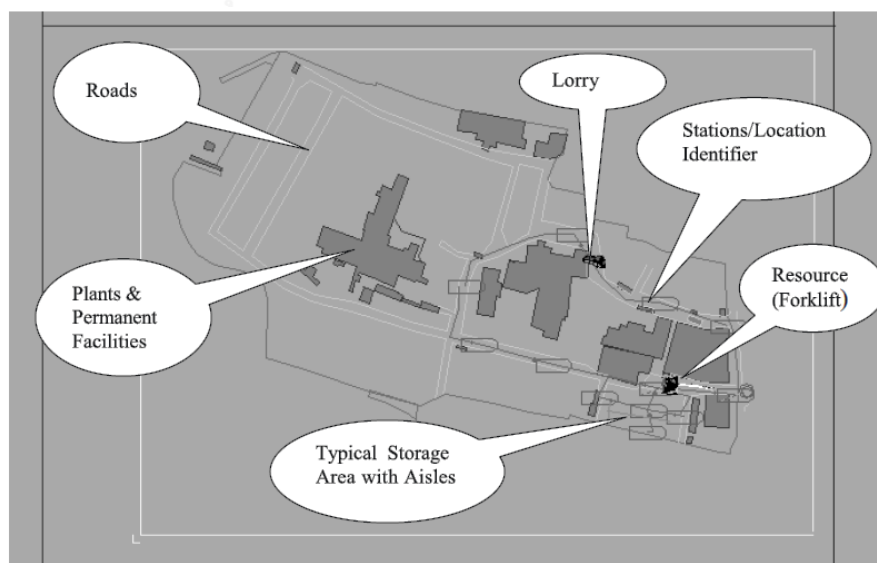 Roads
Lorry
Stations/Location
Identifier
Resource
(Forklift)
Plants &
Permanent
Facilities
Typical Storage
Area with Aisles